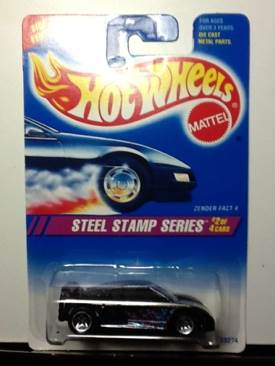 FOR AGES
OVER 3 YEARS
DIE CAST
METAL PARTS
HOT WHEELS
MATTEL
ZENDER FACT 4
STEEL STAMP SERIES
#2 OF
4 CARS